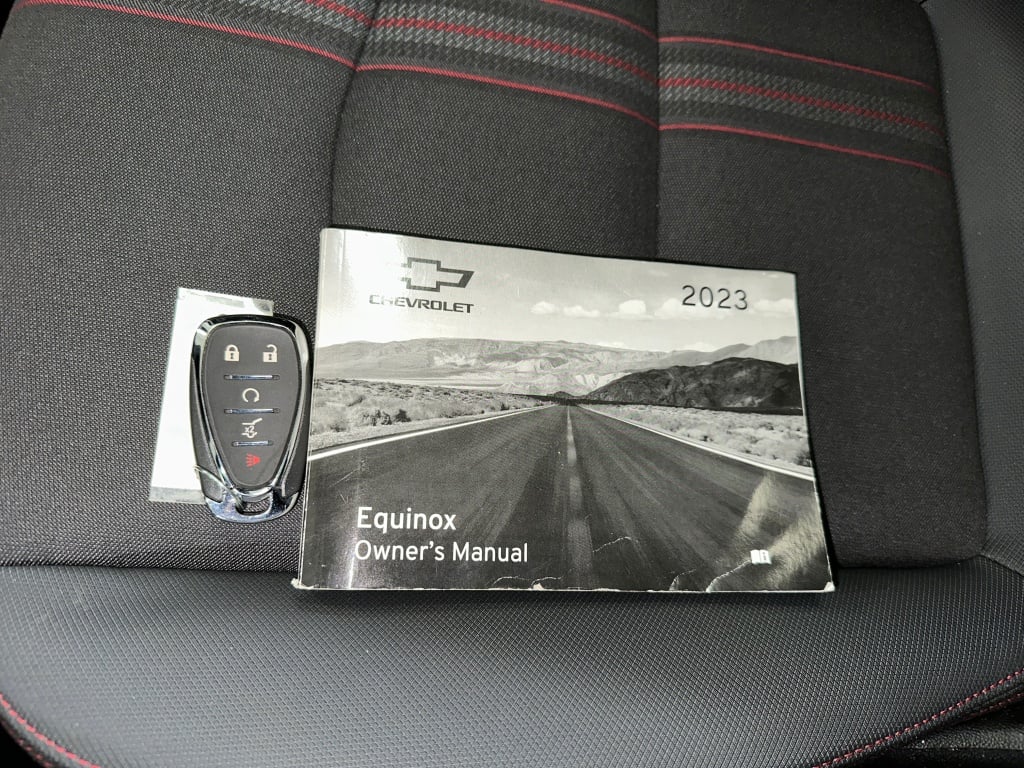 CHEVROLET
2023
Equinox
Owner's Manual